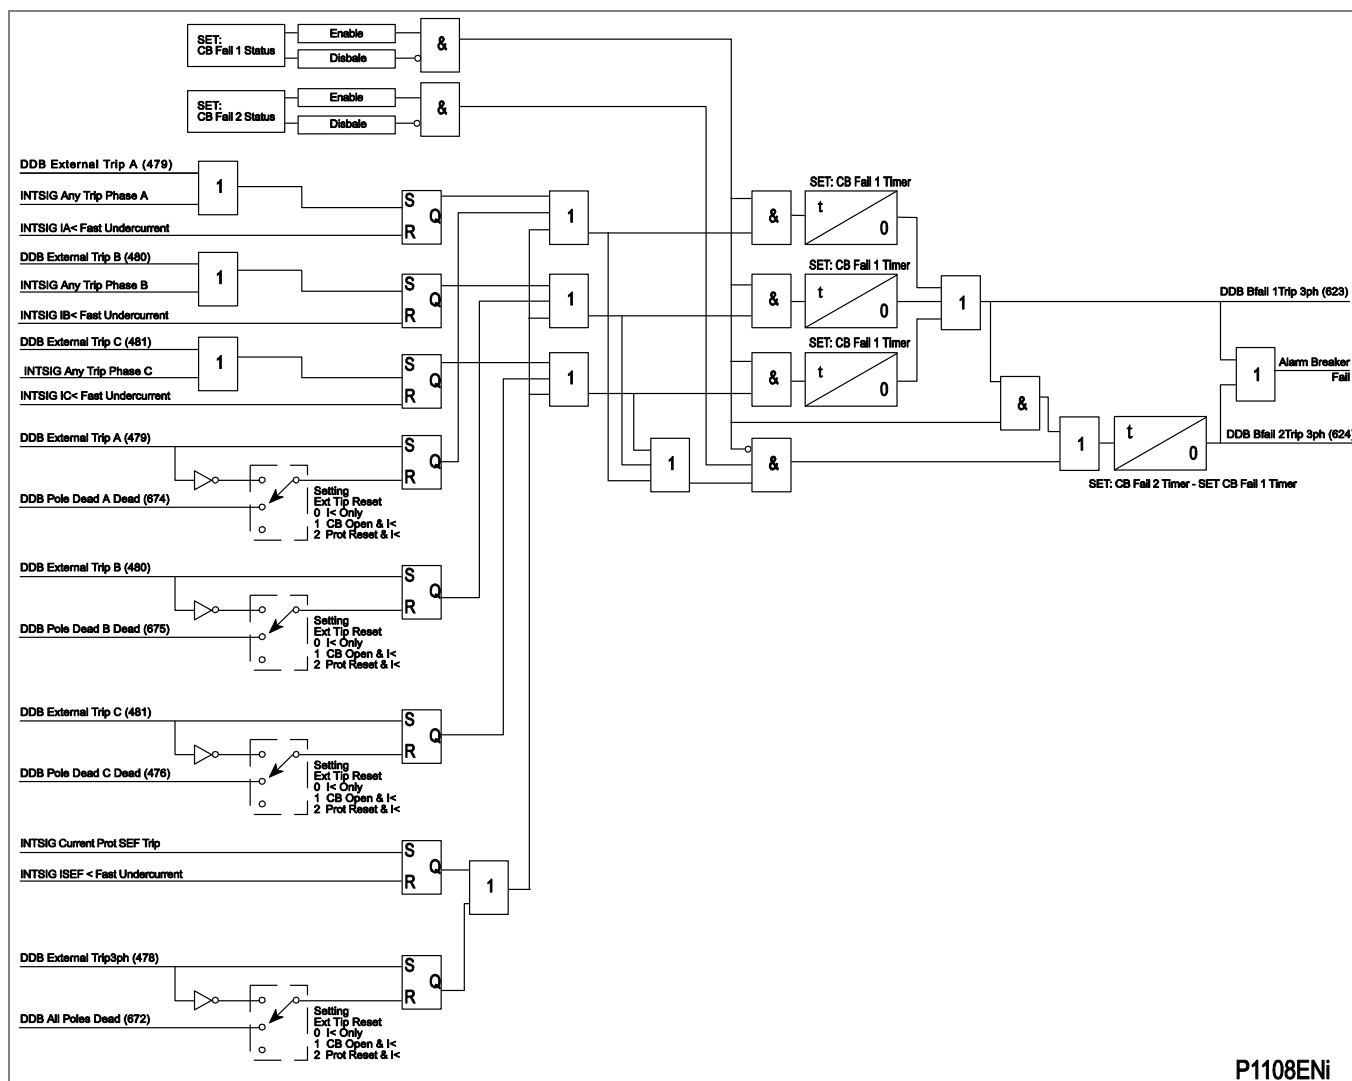 SET:
CB Fail 1 Status
Enable
Disbale
&
SET:
CB Fail 2 Status
Enable
Disbale
&
DDB External Trip A (479)
INTSIG Any Trip Phase A
1
INTSIG IA< Fast Undercurrent
S
Q
R
1
&
SET: CB Fail 1 Timer
t
0
DDB External Trip B (480)
INTSIG Any Trip Phase B
1
INTSIG IB< Fast Undercurrent
S
Q
R
1
&
SET: CB Fail 1 Timer
t
0
1
DDB Bfail 1Trip 3ph (623)
DDB External Trip C (481)
INTSIG Any Trip Phase C
1
INTSIG IC< Fast Undercurrent
S
Q
R
1
&
SET: CB Fail 1 Timer
t
0
&
1
Alarm Breaker
Fail
DDB External Trip A (479)
DDB Pole Dead A Dead (674)
S
Q
R
Setting
Ext Tip Reset
0 I< Only
1 CB Open & I<
2 Prot Reset & I<
1
&
1
t
0
DDB Bfail 2Trip 3ph (624)
SET: CB Fail 2 Timer - SET CB Fail 1 Timer
DDB External Trip B (480)
DDB Pole Dead B Dead (675)
S
Q
R
Setting
Ext Tip Reset
0 I< Only
1 CB Open & I<
2 Prot Reset & I<
DDB External Trip C (481)
DDB Pole Dead C Dead (476)
S
Q
R
Setting
Ext Tip Reset
0 I< Only
1 CB Open & I<
2 Prot Reset & I<
INTSIG Current Prot SEF Trip
INTSIG ISEF < Fast Undercurrent
S
Q
R
1
DDB External Trip3ph (478)
DDB All Poles Dead (672)
S
Q
R
Setting
Ext Tip Reset
0 I< Only
1 CB Open & I<
2 Prot Reset & I<
P1108ENi